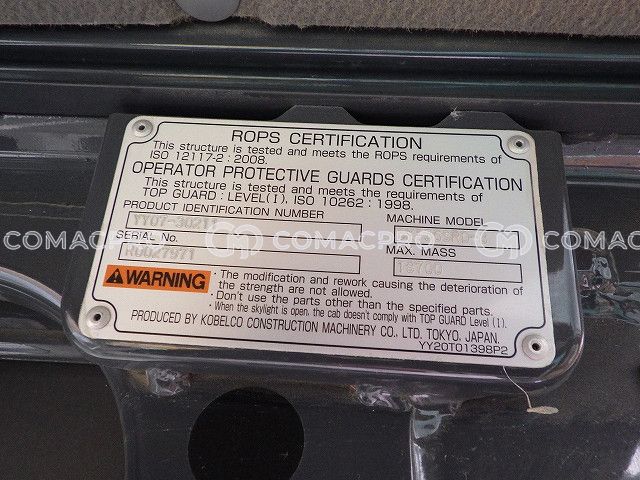 ROPS CERTIFICATION
This structure is tested and meets the ROPS requirements of
ISO 12117-2 : 2008.
OPERATOR PROTECTIVE GUARDS CERTIFICATION
This structure is tested and meets the requirements of
TOP GUARD : LEVEL(I), ISO 10262 : 1998.
PRODUCT IDENTIFICATION NUMBER
MACHINE MODEL
COMACPRO COMACPRO COMACPRO
SERIAL No.
MAX. MASS
WARNING
· The modification and rework causing the deterioration of
the strength are not allowed.
· Don't use the parts other than the specified parts.
· When the skylight is open, the cab doesn't comply with TOP GUARD Level (I).
PRODUCED BY KOBELCO CONSTRUCTION MACHINERY CO., LTD. TOKYO, JAPAN.
YY20T01398P2